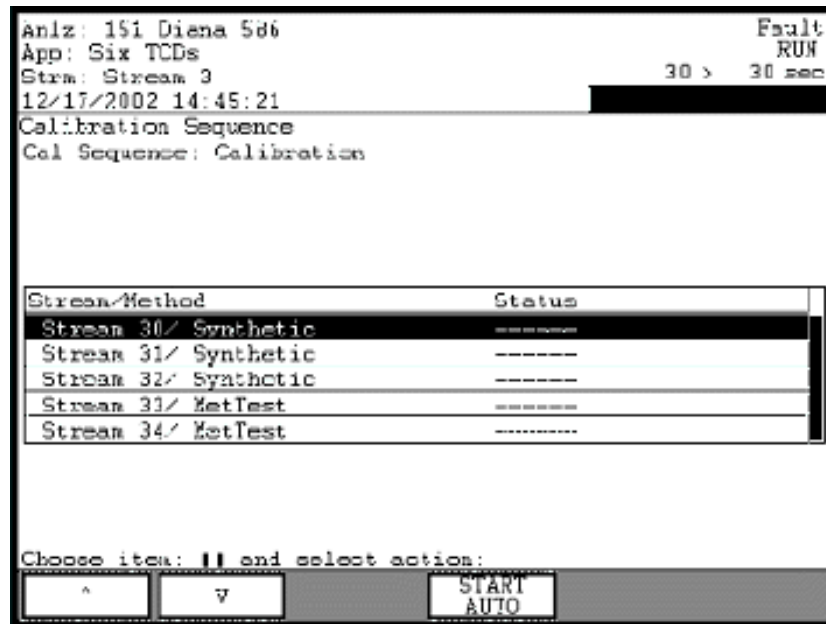 Anlz: 151 Diana 586
Fault
App: Six TCDs
RUN
Strm: Stream 3
30 > 30 sec
12/17/2002 14:45:21
Calibration Sequence
Cal Sequence: Calibration
Stream/Method Status
Stream 30/ Synthetic ------
Stream 31/ Synthetic ------
Stream 32/ Synthetic ------
Stream 33/ MetTest ------
Stream 34/ MetTest ----------
Choose item: and select action:
^ v START
AUTO